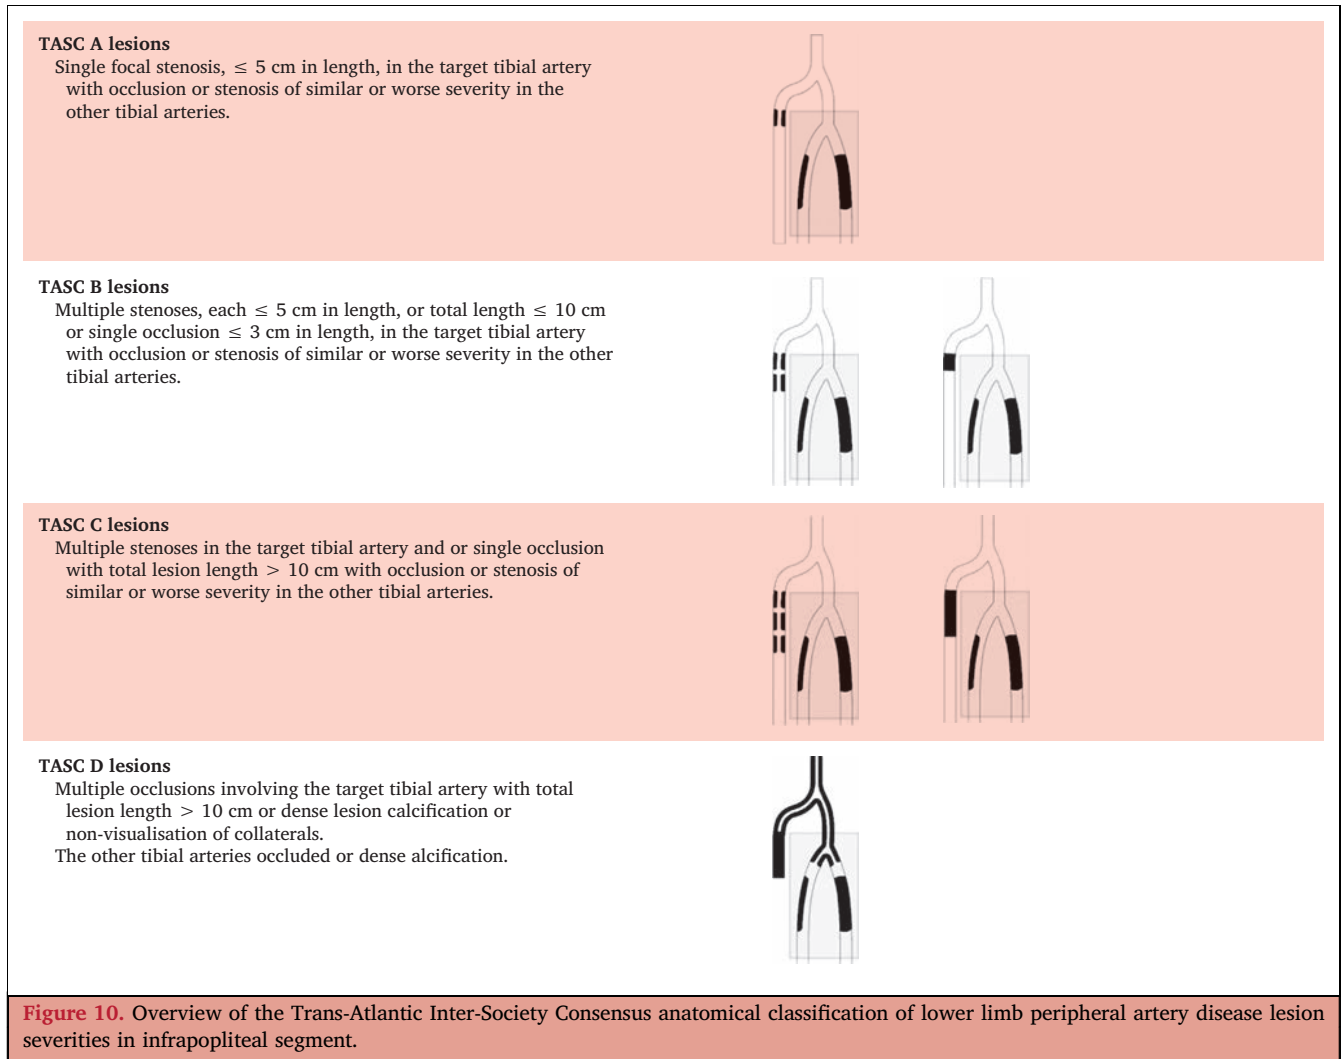 TASC A lesions
Single focal stenosis, ≤ 5 cm in length, in the target tibial artery
with occlusion or stenosis of similar or worse severity in the
other tibial arteries.
TASC B lesions
Multiple stenoses, each ≤ 5 cm in length, or total length ≤ 10 cm
or single occlusion ≤ 3 cm in length, in the target tibial artery
with occlusion or stenosis of similar or worse severity in the other
tibial arteries.
TASC C lesions
Multiple stenoses in the target tibial artery and or single occlusion
with total lesion length > 10 cm with occlusion or stenosis of
similar or worse severity in the other tibial arteries.
TASC D lesions
Multiple occlusions involving the target tibial artery with total
lesion length > 10 cm or dense lesion calcification or
non-visualisation of collaterals.
The other tibial arteries occluded or dense alcification.
Figure 10. Overview of the Trans-Atlantic Inter-Society Consensus anatomical classification of lower limb peripheral artery disease lesion
severities in infrapopliteal segment.